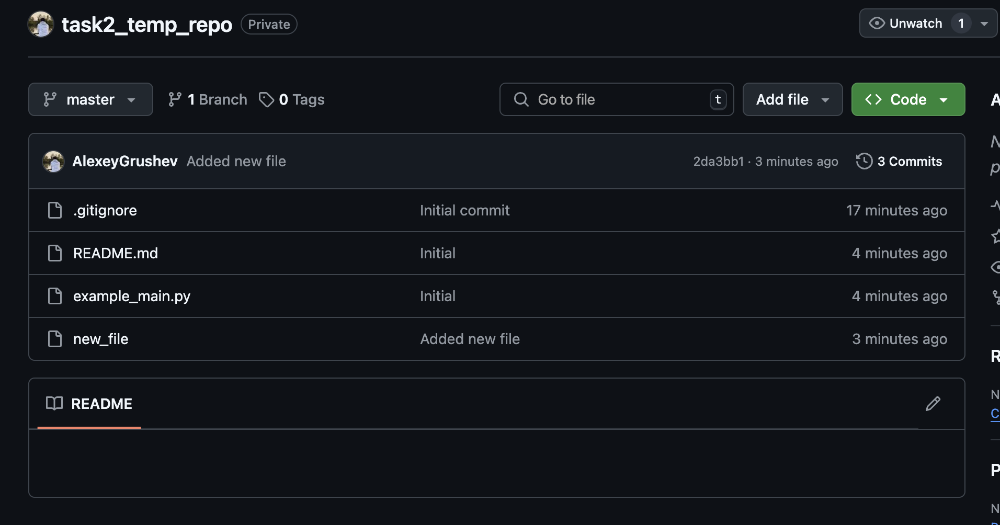 task2_temp_repo Private
Unwatch 1
master 1 Branch 0 Tags
Go to file t
Add file
Code
AlexeyGrushev Added new file
2da3bb1 · 3 minutes ago 3 Commits
.gitignore Initial commit 17 minutes ago
README.md Initial 4 minutes ago
example_main.py Initial 4 minutes ago
new_file Added new file 3 minutes ago
README